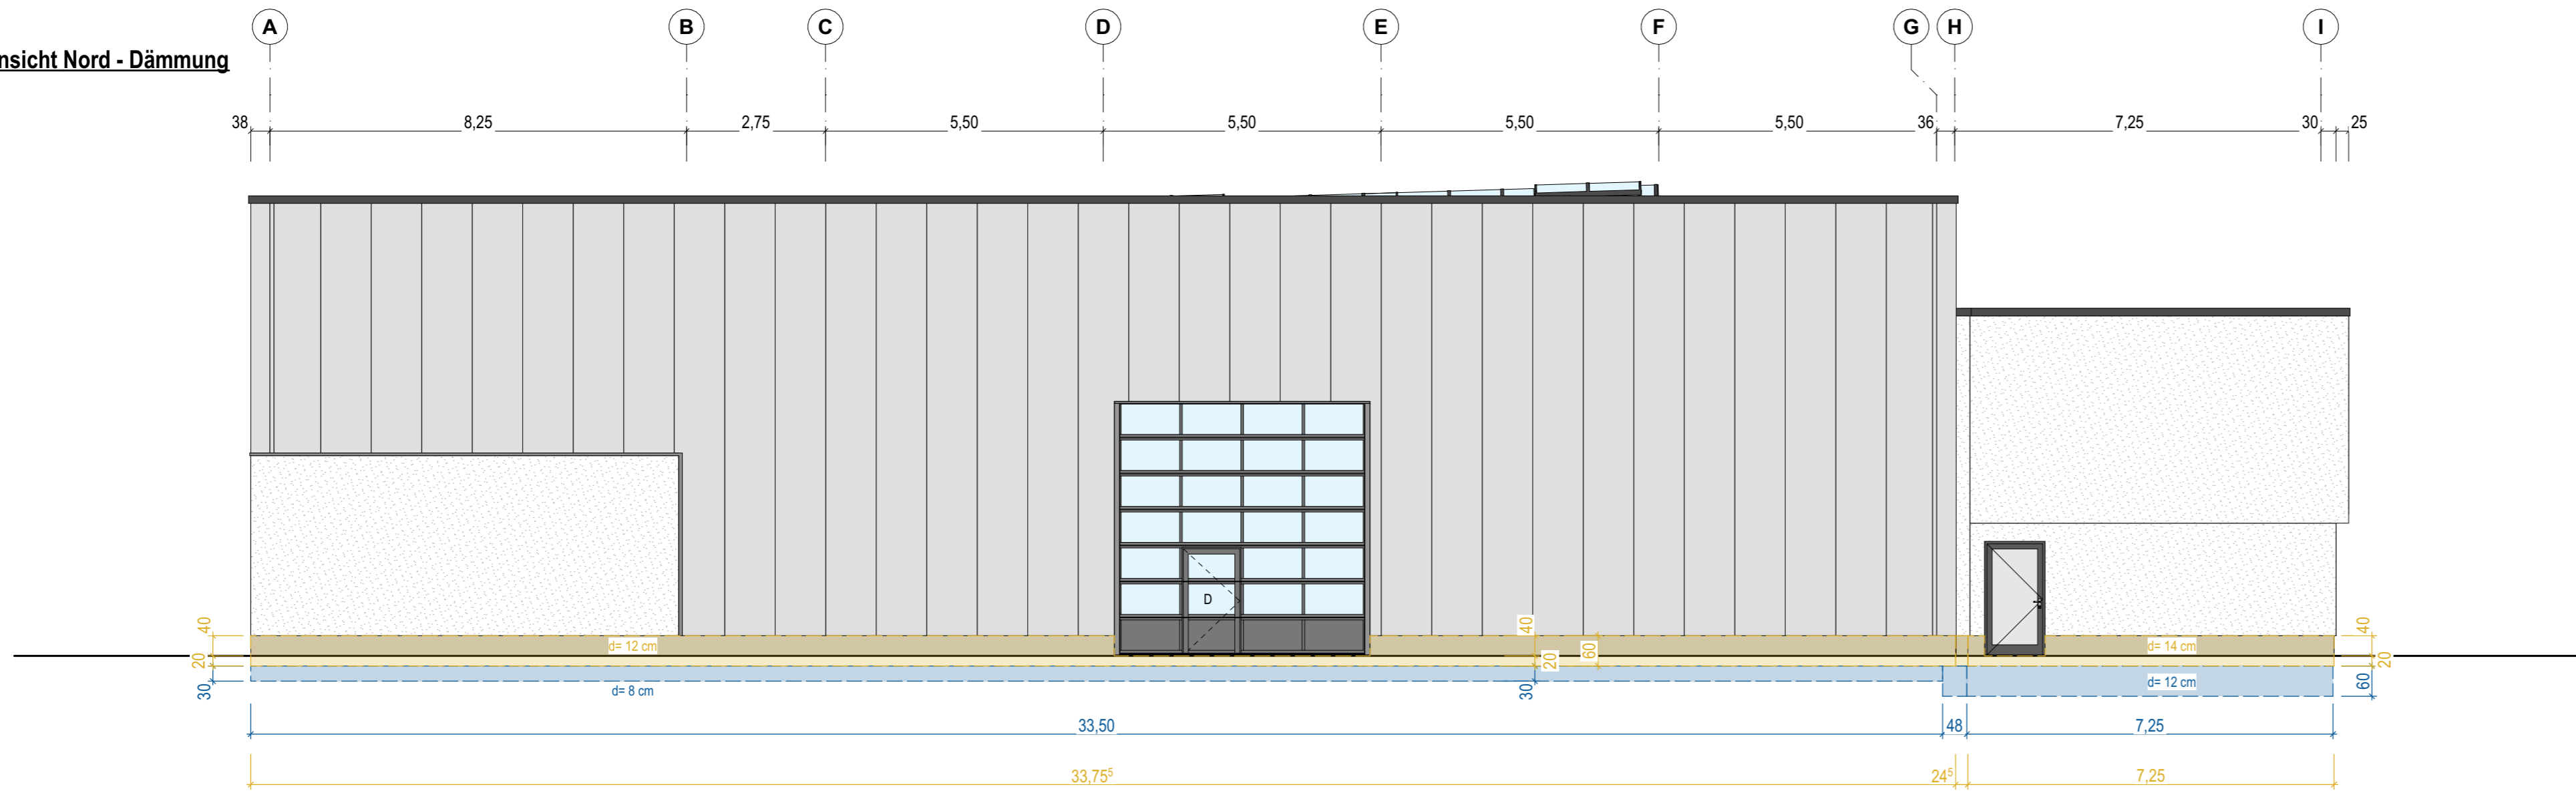 A B C D E F G H I
nsicht Nord - Dämmung
38 8,25 2,75 5,50 5,50 5,50 5,50 36 7,25 30 25
D
40 d= 12 cm 40 d= 14 cm 40
20 20 60 20
30 d= 8 cm 30 d= 12 cm 60
33,50 48 7,25
33,75⁵ 24⁵ 7,25